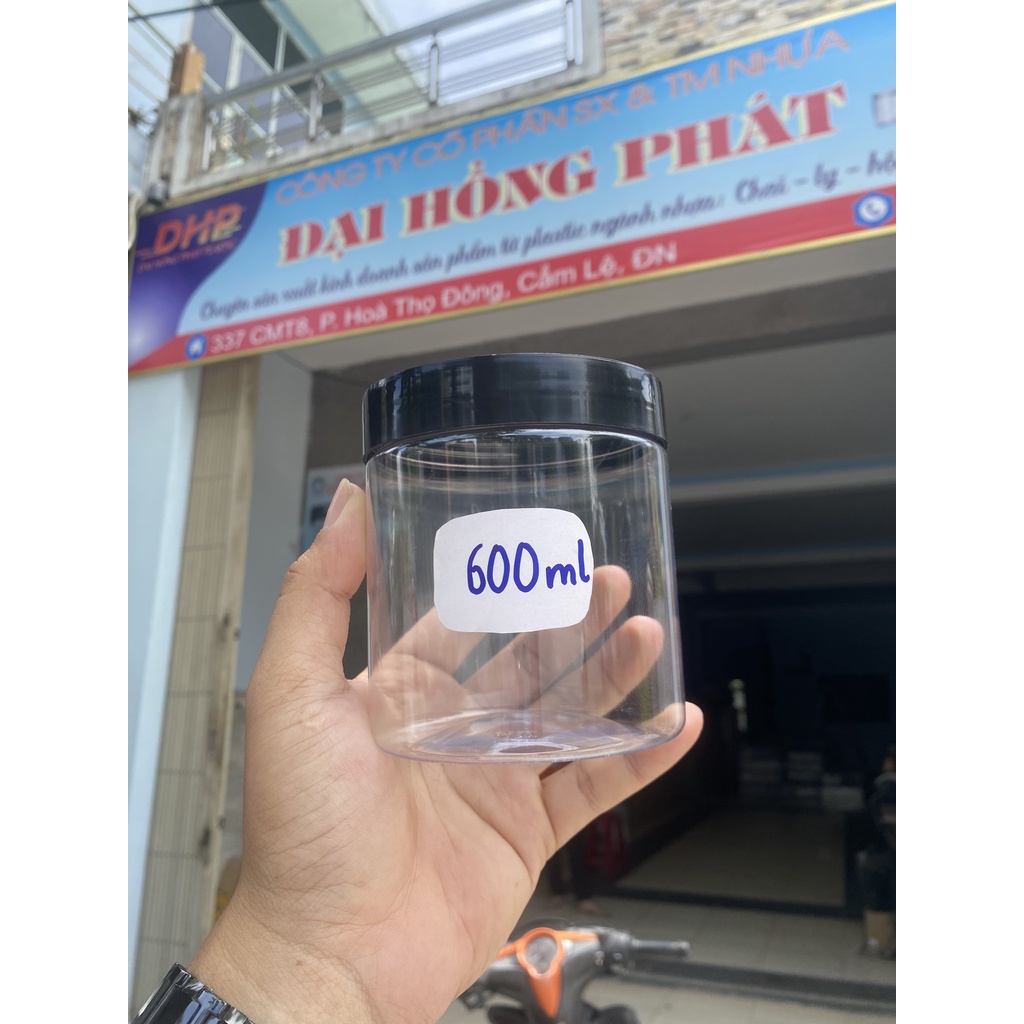 CÔNG TY CỔ PHẦN SX & TM NHỰA
ĐẠI HỒNG PHÁT
DHP
Chuyên sản xuất kinh doanh sản phẩm từ plastic ngành nhựa: Chai - lọ - hộ
337 CMT8, P. Hoà Thọ Đông, Cẩm Lệ, ĐN
600ml